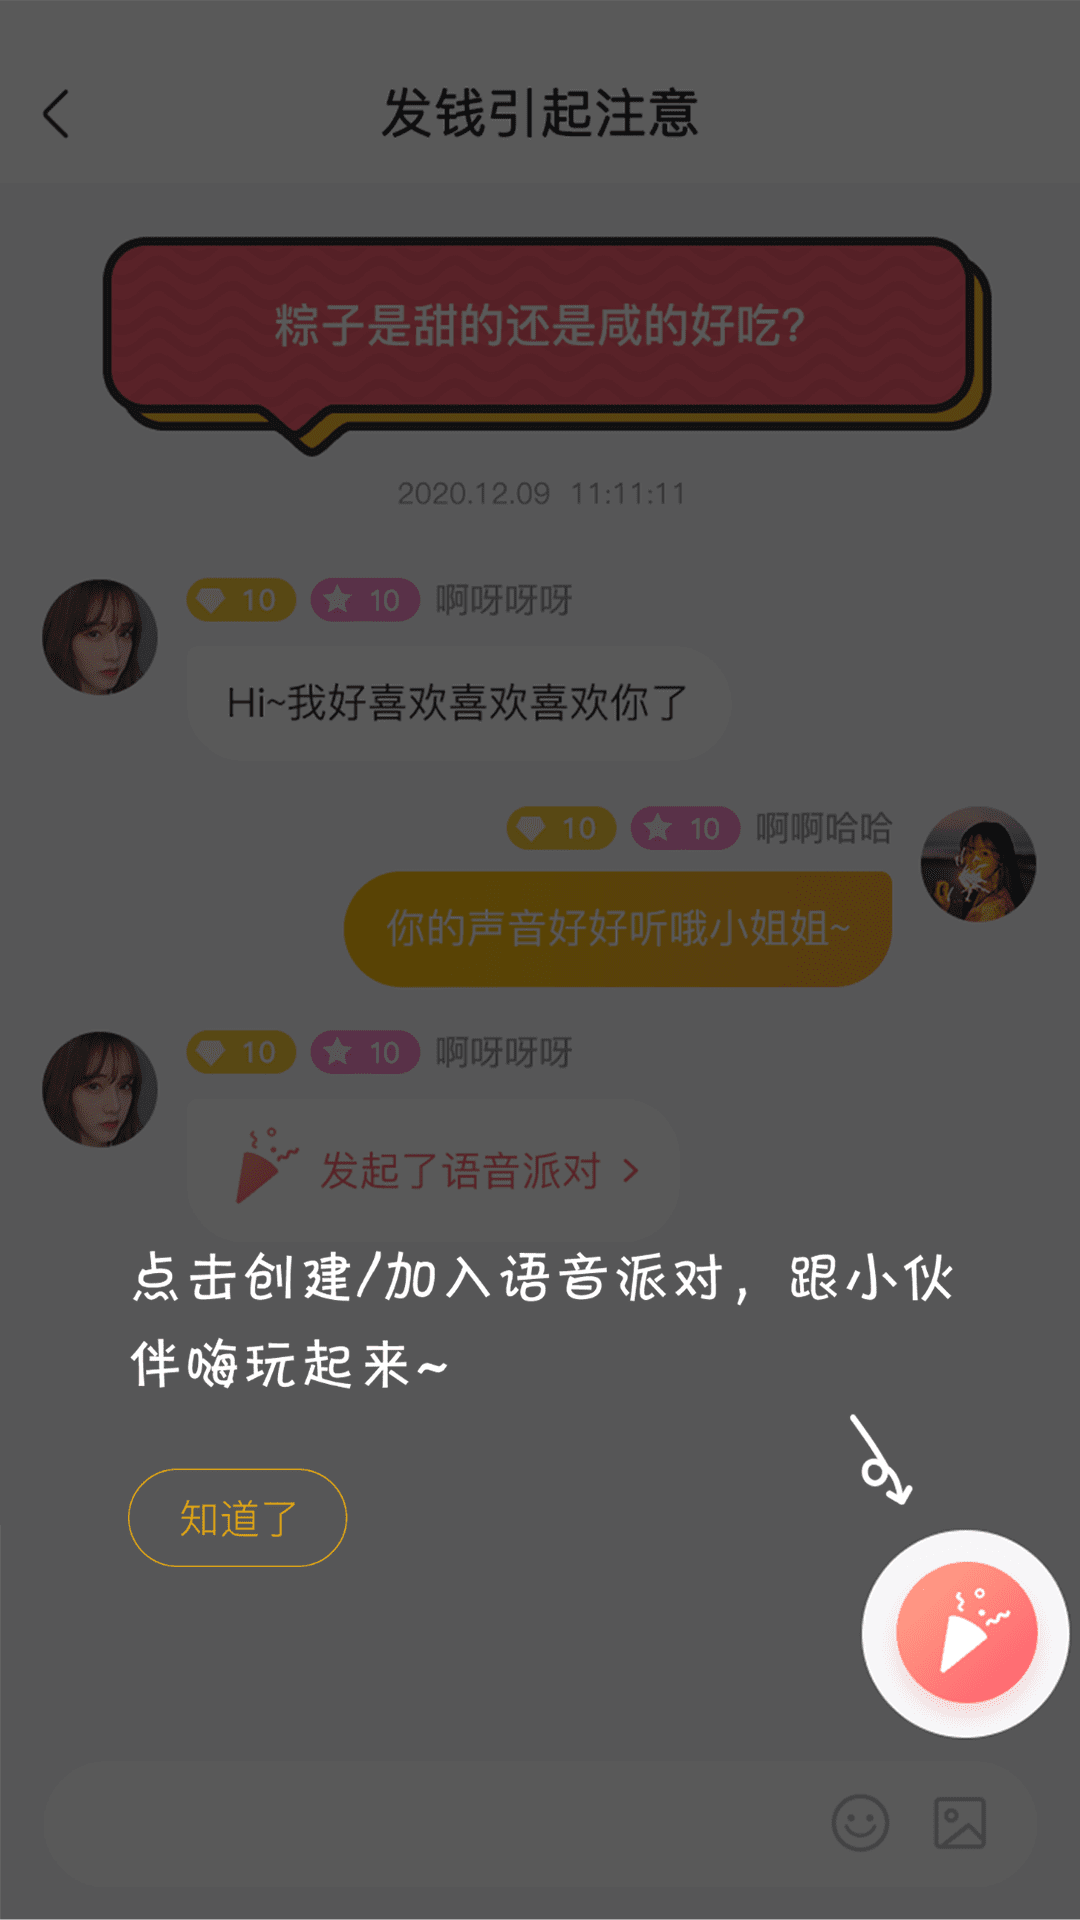 发钱引起注意
粽子是甜的还是咸的好吃?
2020.12.09 11:11:11
10 10 啊呀呀呀
Hi~我好喜欢喜欢喜欢你了
10 10 啊啊哈哈
你的声音好好听哦小姐姐~
10 10 啊呀呀呀
发起了语音派对 >
点击创建/加入语音派对，跟小伙
伴嗨玩起来~
知道了